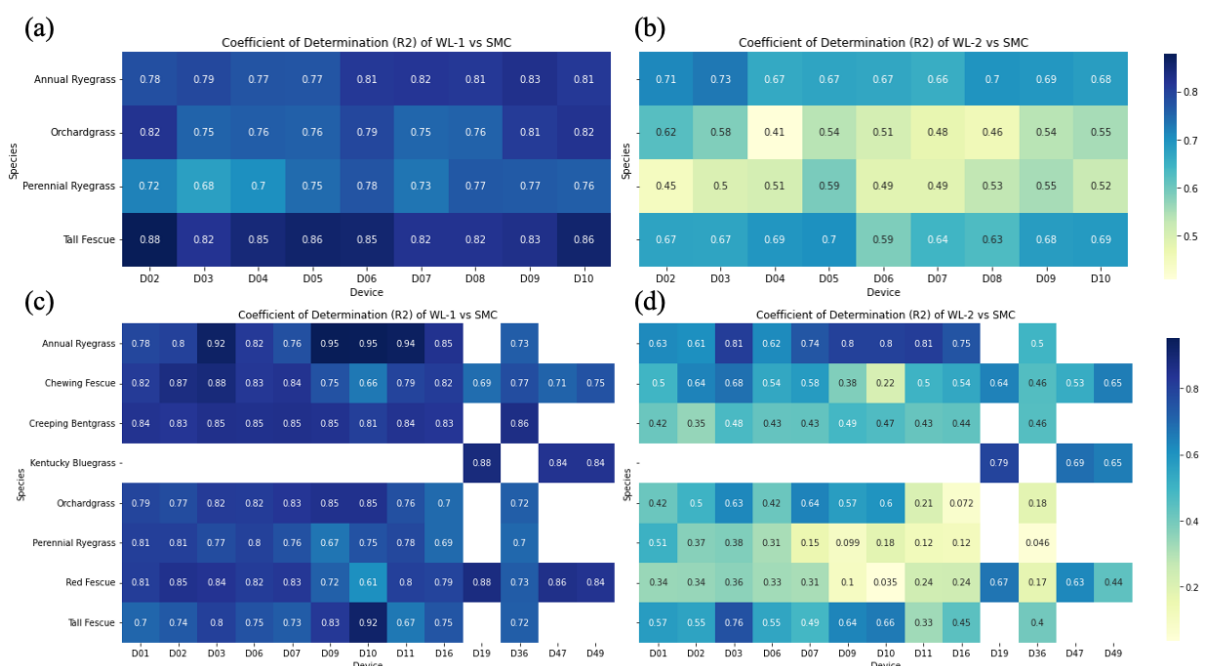 (a)
Coefficient of Determination (R2) of WL-1 vs SMC
Annual Ryegrass 0.78 0.79 0.77 0.77 0.81 0.82 0.81 0.83 0.81
Orchardgrass 0.82 0.75 0.76 0.76 0.79 0.75 0.76 0.81 0.82
Species
Perennial Ryegrass 0.72 0.68 0.7 0.75 0.78 0.73 0.77 0.77 0.76
Tall Fescue 0.88 0.82 0.85 0.86 0.85 0.82 0.82 0.83 0.86
D02 D03 D04 D05 D06 D07 D08 D09 D10
Device
(b)
Coefficient of Determination (R2) of WL-2 vs SMC
0.71 0.73 0.67 0.67 0.67 0.66 0.7 0.69 0.68
0.62 0.58 0.41 0.54 0.51 0.48 0.46 0.54 0.55
Species
0.45 0.5 0.51 0.59 0.49 0.49 0.53 0.55 0.52
0.67 0.67 0.69 0.7 0.59 0.64 0.63 0.68 0.69
D02 D03 D04 D05 D06 D07 D08 D09 D10
Device
0.8
0.7
0.6
0.5
(c)
Coefficient of Determination (R2) of WL-1 vs SMC
Annual Ryegrass 0.78 0.8 0.92 0.82 0.76 0.95 0.95 0.94 0.85 0.73
Chewing Fescue 0.82 0.87 0.88 0.83 0.84 0.75 0.66 0.79 0.82 0.69 0.77 0.71 0.75
Creeping Bentgrass 0.84 0.83 0.85 0.85 0.85 0.85 0.81 0.84 0.83 0.86
Kentucky Bluegrass 0.88 0.84 0.84
Species
Orchardgrass 0.79 0.77 0.82 0.82 0.83 0.85 0.85 0.76 0.7 0.72
Perennial Ryegrass 0.81 0.81 0.77 0.8 0.76 0.67 0.75 0.78 0.69 0.7
Red Fescue 0.81 0.85 0.84 0.82 0.83 0.72 0.61 0.8 0.79 0.88 0.73 0.86 0.84
Tall Fescue 0.7 0.74 0.8 0.75 0.73 0.83 0.92 0.67 0.75 0.72
D01 D02 D03 D06 D07 D09 D10 D11 D16 D19 D36 D47 D49
Device
(d)
Coefficient of Determination (R2) of WL-2 vs SMC
0.63 0.61 0.81 0.62 0.74 0.8 0.8 0.81 0.75 0.5
0.5 0.64 0.68 0.54 0.58 0.38 0.22 0.5 0.54 0.64 0.46 0.53 0.65
0.42 0.35 0.48 0.43 0.43 0.49 0.47 0.43 0.44 0.46
0.79 0.69 0.65
Species
0.42 0.5 0.63 0.42 0.64 0.57 0.6 0.21 0.072 0.18
0.51 0.37 0.38 0.31 0.15 0.099 0.18 0.12 0.12 0.046
0.34 0.34 0.36 0.33 0.31 0.1 0.035 0.24 0.24 0.67 0.17 0.63 0.44
0.57 0.55 0.76 0.55 0.49 0.64 0.66 0.33 0.45 0.4
D01 D02 D03 D06 D07 D09 D10 D11 D16 D19 D36 D47 D49
Device
0.8
0.6
0.4
0.2